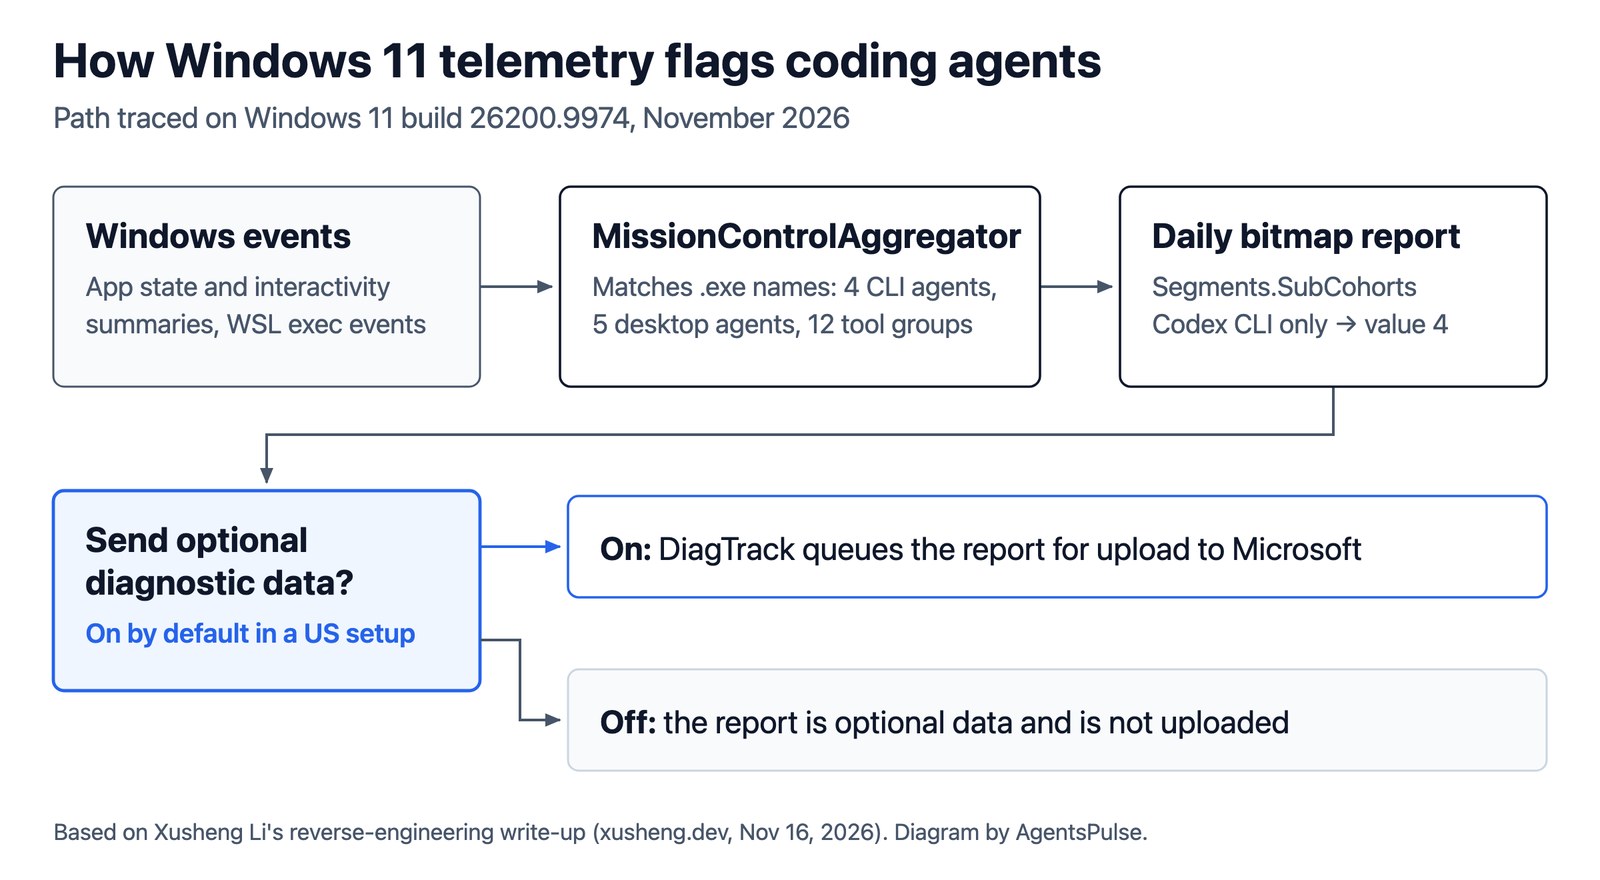 How Windows 11 telemetry flags coding agents
Path traced on Windows 11 build 26200.9974, November 2026
Windows events
App state and interactivity
summaries, WSL exec events
MissionControlAggregator
Matches .exe names: 4 CLI agents,
5 desktop agents, 12 tool groups
Daily bitmap report
Segments.SubCohorts
Codex CLI only → value 4
Send optional
diagnostic data?
On by default in a US setup
On: DiagTrack queues the report for upload to Microsoft
Off: the report is optional data and is not uploaded
Based on Xusheng Li's reverse-engineering write-up (xusheng.dev, Nov 16, 2026). Diagram by AgentsPulse.